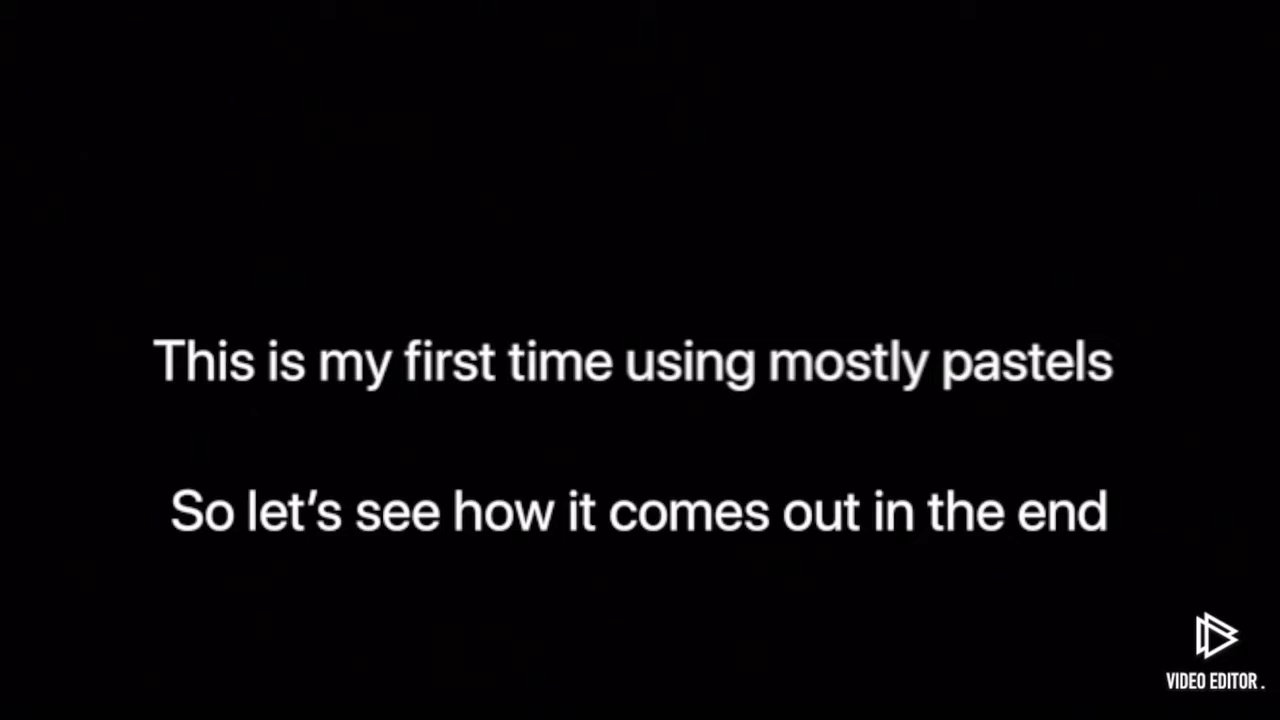 This is my first time using mostly pastels
So let’s see how it comes out in the end
VIDEO EDITOR .